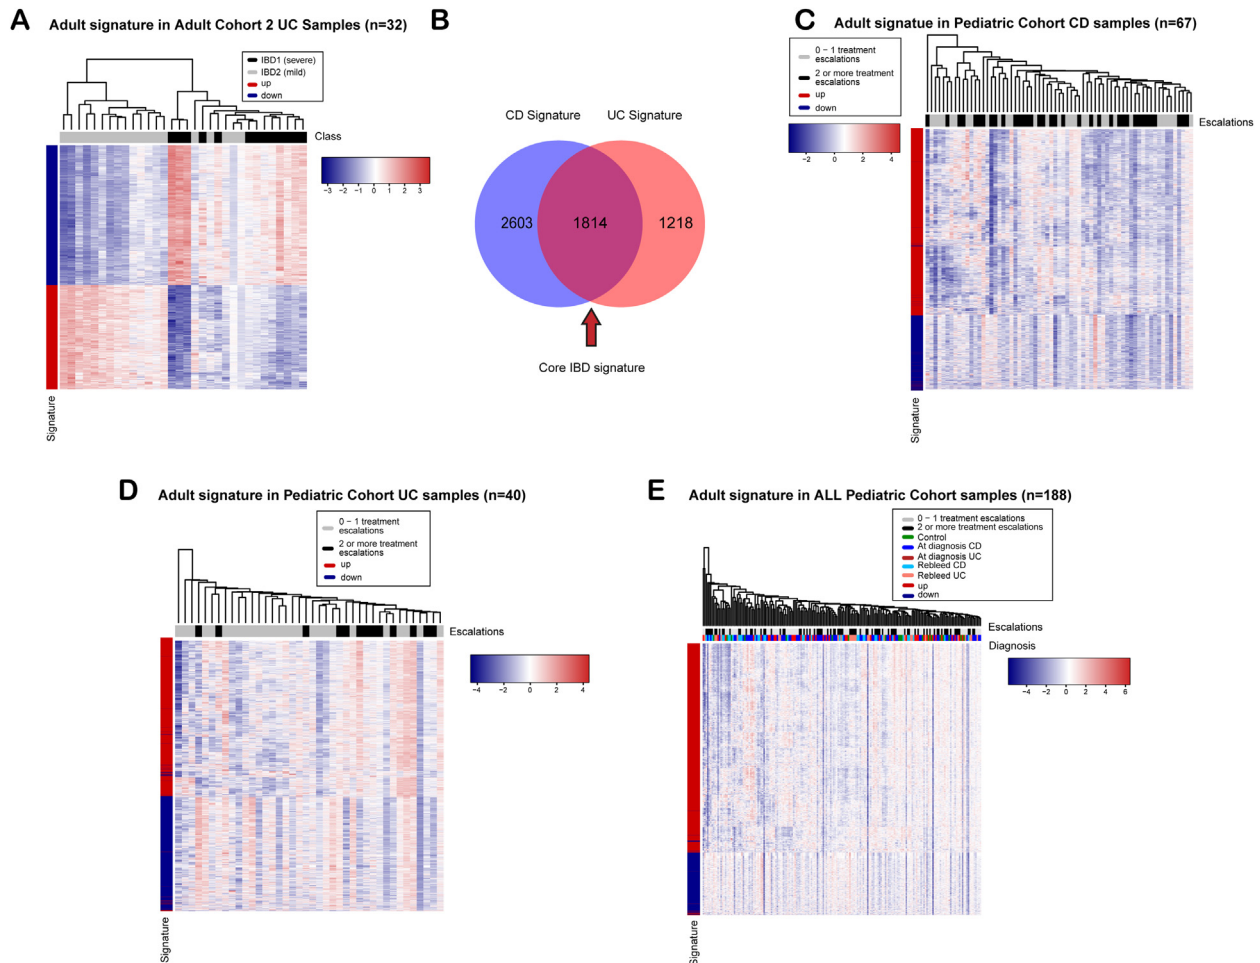 A
Adult signature in Adult Cohort 2 UC Samples (n=32)
IBD1 (severe)
IBD2 (mild)
up
down
Class
−3 −2 −1 0 1 2 3
Signature
B
CD Signature
UC Signature
2603
1814
1218
Core IBD signature
C
Adult signatue in Pediatric Cohort CD samples (n=67)
0 − 1 treatment
escalations
2 or more treatment
escalations
up
down
Escalations
−4 −2 0 2 4
Signature
D
Adult signature in Pediatric Cohort UC samples (n=40)
0 − 1 treatment
escalations
2 or more treatment
escalations
up
down
Escalations
−4 −2 0 2 4
Signature
E
Adult signature in ALL Pediatric Cohort samples (n=188)
0 − 1 treatment escalations
2 or more treatment escalations
Control
At diagnosis CD
At diagnosis UC
Rebleed CD
Rebleed UC
up
down
Escalations
Diagnosis
−4 −2 0 2 4 6
Signature